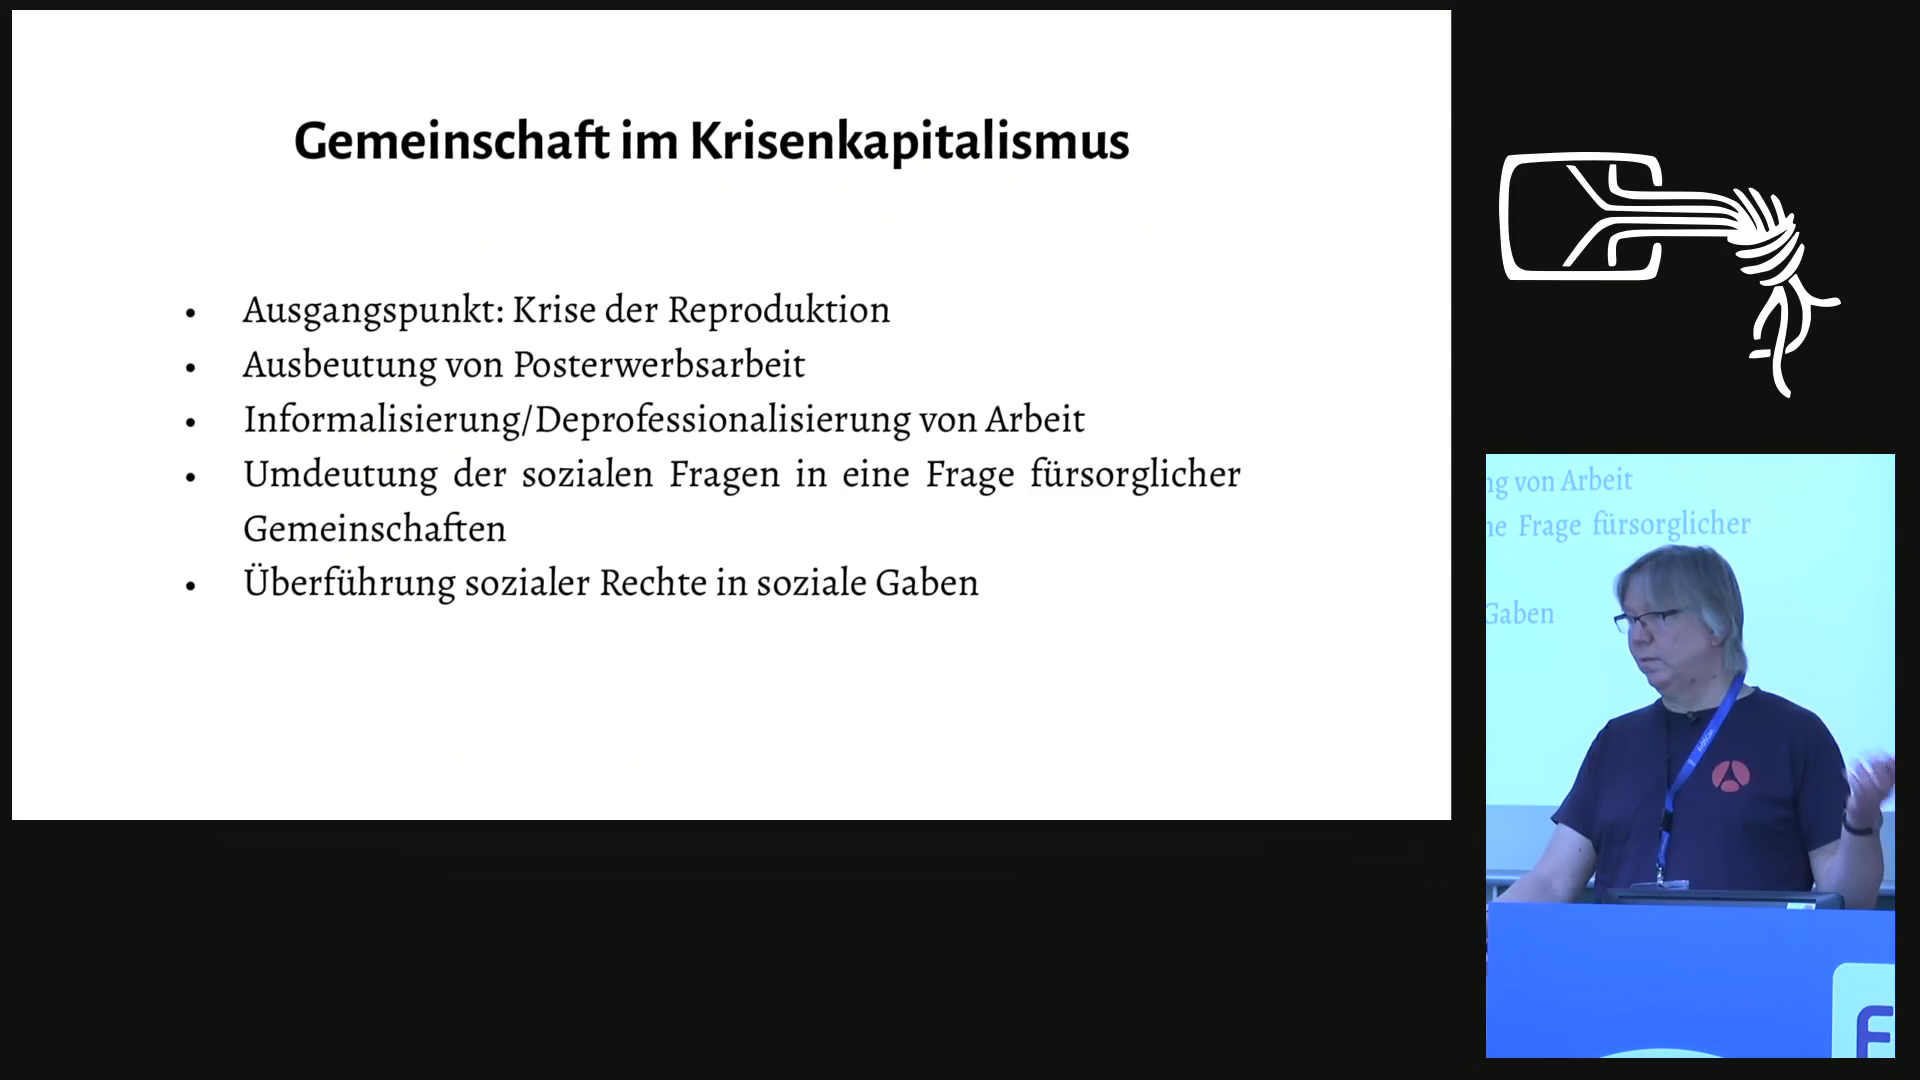 Gemeinschaft im Krisenkapitalismus
• Ausgangspunkt: Krise der Reproduktion
• Ausbeutung von Posterwerbsarbeit
• Informalisierung/Deprofessionalisierung von Arbeit
• Umdeutung der sozialen Fragen in eine Frage fürsorglicher
Gemeinschaften
• Überführung sozialer Rechte in soziale Gaben
ng von Arbeit
ne Frage fürsorglicher
Gaben
F